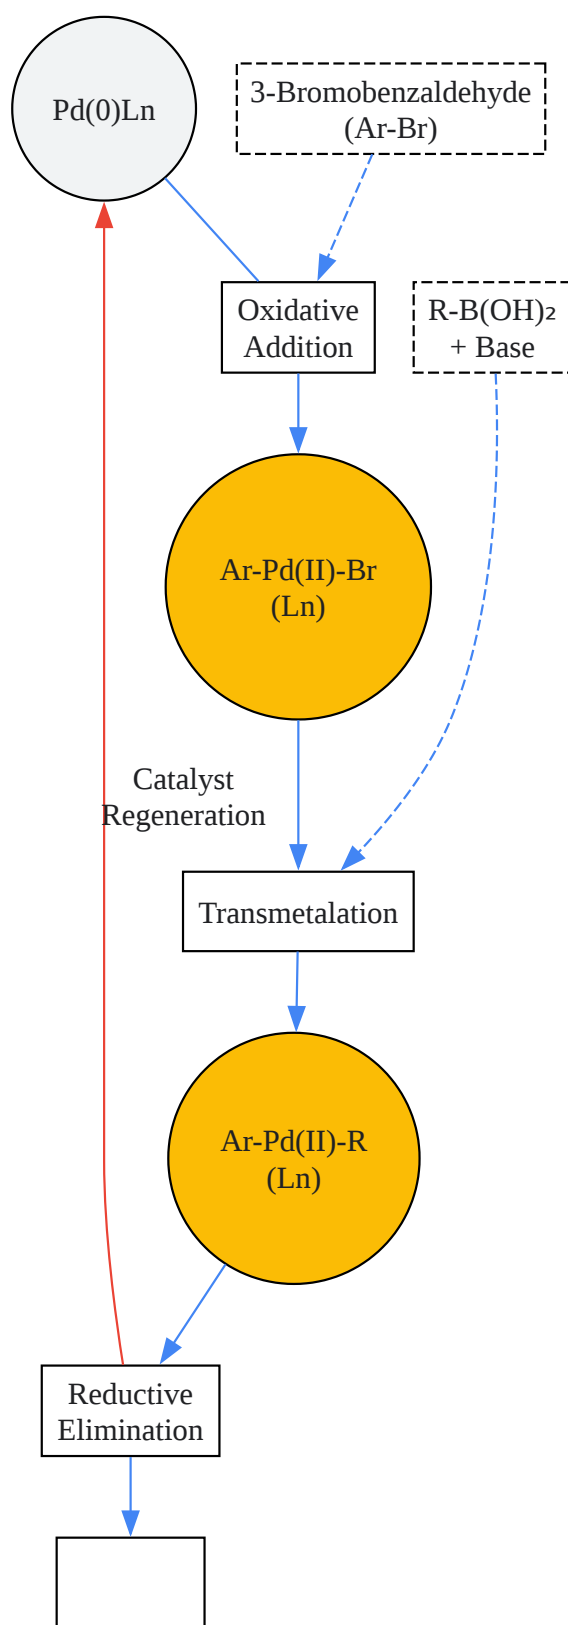 Pd(0)Ln
3-Bromobenzaldehyde
(Ar-Br)
Oxidative
Addition
R-B(OH)₂
+ Base
Ar-Pd(II)-Br
(Ln)
Catalyst
Regeneration
Transmetalation
Ar-Pd(II)-R
(Ln)
Reductive
Elimination